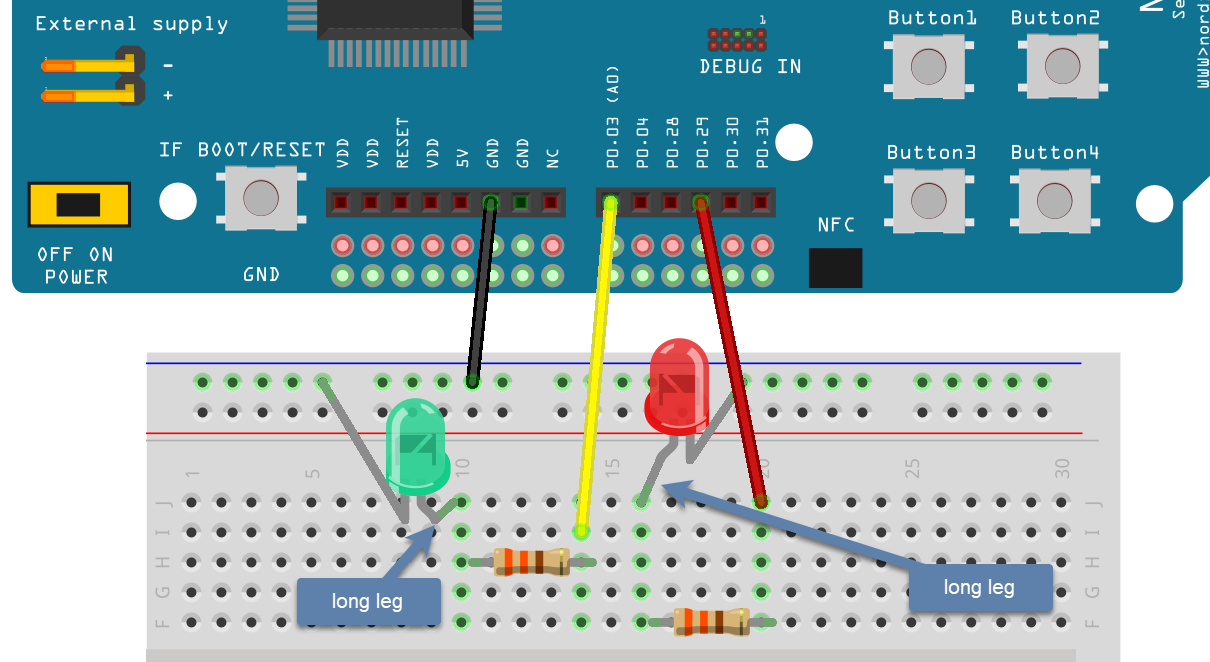 External supply
-
+
1
DEBUG IN
Button1
Button2
IF BOOT/RESET
VDD
VDD
RESET
VDD
5V
GND
GND
NC
P0.03 (A0)
P0.04
P0.28
P0.29
P0.30
P0.31
Button3
Button4
OFF ON
POWER
GND
NFC
1
5
10
15
20
25
30
J
J
I
I
H
H
G
G
F
F
long leg
long leg